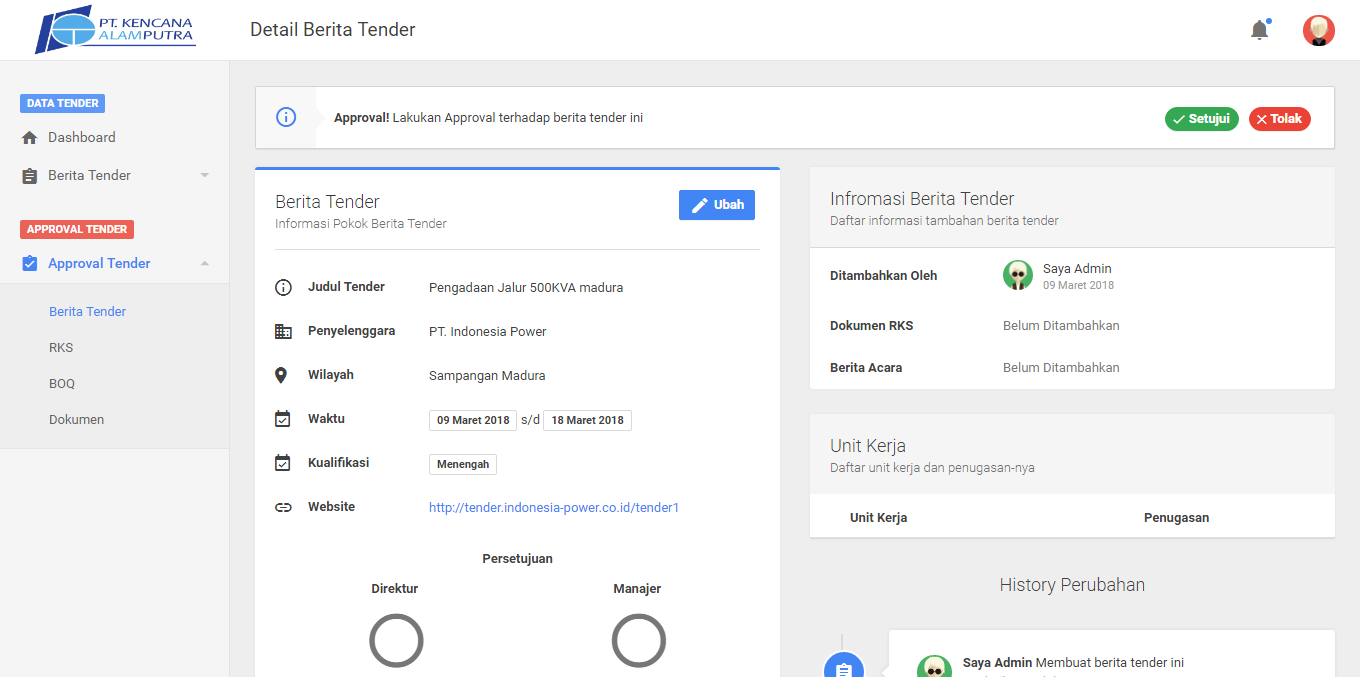 PT. KENCANA
ALAMPUTRA
Detail Berita Tender
DATA TENDER
Dashboard
Berita Tender
APPROVAL TENDER
Approval Tender
Berita Tender
RKS
BOQ
Dokumen
Approval! Lakukan Approval terhadap berita tender ini
Setujui
Tolak
Berita Tender
Informasi Pokok Berita Tender
Ubah
Judul Tender
Pengadaan Jalur 500KVA madura
Penyelenggara
PT. Indonesia Power
Wilayah
Sampangan Madura
Waktu
09 Maret 2018 s/d 18 Maret 2018
Kualifikasi
Menengah
Website
http://tender.indonesia-power.co.id/tender1
Persetujuan
Direktur
Manajer
Infromasi Berita Tender
Daftar informasi tambahan berita tender
Ditambahkan Oleh
Saya Admin
09 Maret 2018
Dokumen RKS
Belum Ditambahkan
Berita Acara
Belum Ditambahkan
Unit Kerja
Daftar unit kerja dan penugasan-nya
Unit Kerja
Penugasan
History Perubahan
Saya Admin Membuat berita tender ini